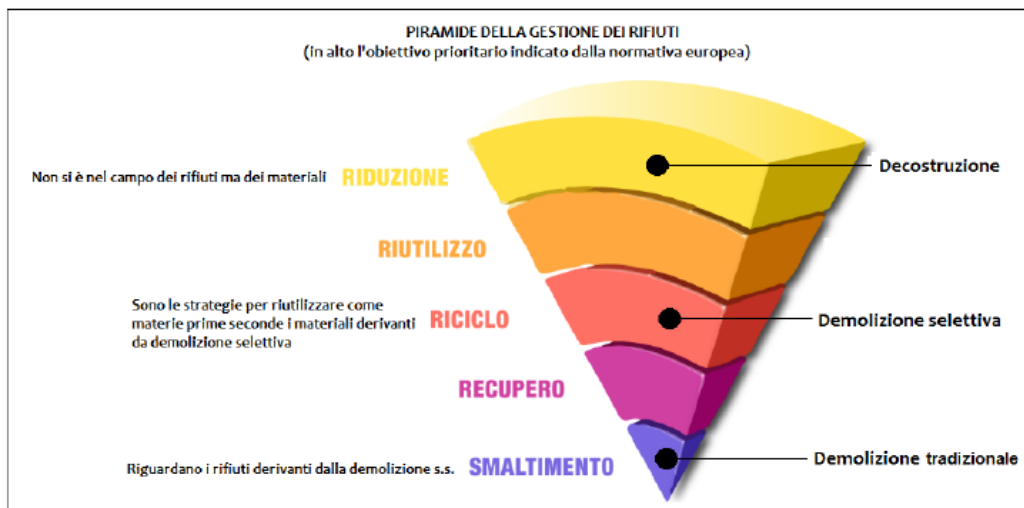 PIRAMIDE DELLA GESTIONE DEI RIFIUTI
(in alto l'obiettivo prioritario indicato dalla normativa europea)
Non si è nel campo dei rifiuti ma dei materiali
RIDUZIONE
Decostruzione
RIUTILIZZO
Sono le strategie per riutilizzare come
materie prime seconde i materiali derivanti
da demolizione selettiva
RICICLO
Demolizione selettiva
RECUPERO
Riguardano i rifiuti derivanti dalla demolizione s.s.
SMALTIMENTO
Demolizione tradizionale